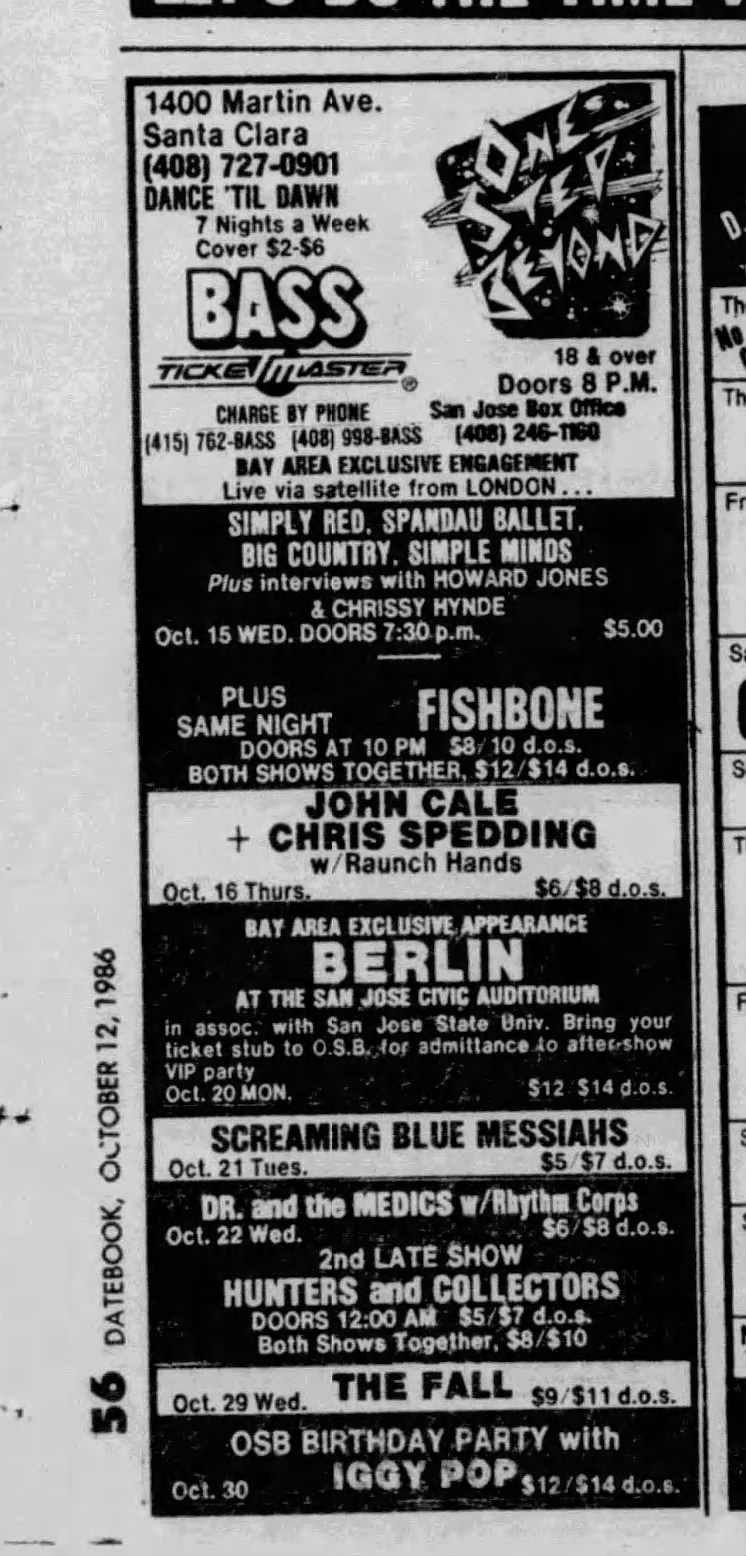 1400 Martin Ave.
Santa Clara
(408) 727-0901
DANCE 'TIL DAWN
7 Nights a Week
Cover $2-$6
ONE
STEP
BEYOND
BASS
TICKETMASTER®
18 & over
Doors 8 P.M.
CHARGE BY PHONE
San Jose Box Office
(415) 762-BASS (408) 998-BASS
(408) 246-1160
BAY AREA EXCLUSIVE ENGAGEMENT
Live via satellite from LONDON...
SIMPLY RED, SPANDAU BALLET,
BIG COUNTRY, SIMPLE MINDS
Plus interviews with HOWARD JONES
& CHRISSY HYNDE
Oct. 15 WED. DOORS 7:30 p.m. $5.00
PLUS
SAME NIGHT
FISHBONE
DOORS AT 10 PM $8/10 d.o.s.
BOTH SHOWS TOGETHER, $12/$14 d.o.s.
JOHN CALE
+ CHRIS SPEDDING
w/Raunch Hands
Oct. 16 Thurs. $6/$8 d.o.s.
BAY AREA EXCLUSIVE APPEARANCE
BERLIN
AT THE SAN JOSE CIVIC AUDITORIUM
in assoc. with San Jose State Univ. Bring your
ticket stub to O.S.B. for admittance to after-show
VIP party
Oct. 20 MON. $12 $14 d.o.s.
SCREAMING BLUE MESSIAHS
Oct. 21 Tues. $5/$7 d.o.s.
DR. and the MEDICS w/Rhythm Corps
Oct. 22 Wed. $6/$8 d.o.s.
2nd LATE SHOW
HUNTERS and COLLECTORS
DOORS 12:00 AM $5/$7 d.o.s.
Both Shows Together, $8/$10
Oct. 29 Wed. THE FALL $9/$11 d.o.s.
OSB BIRTHDAY PARTY with
Oct. 30 IGGY POP $12/$14 d.o.s.
56 DATEBOOK, OCTOBER 12, 1986